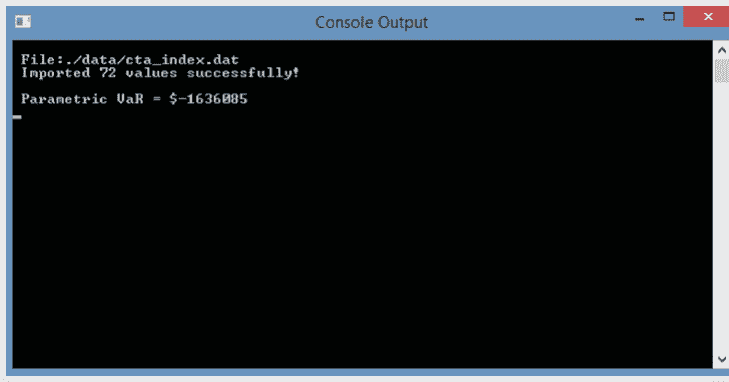 Console Output
File:./data/cta_index.dat
Imported 72 values successfully!
Parametric VaR = $-1636085